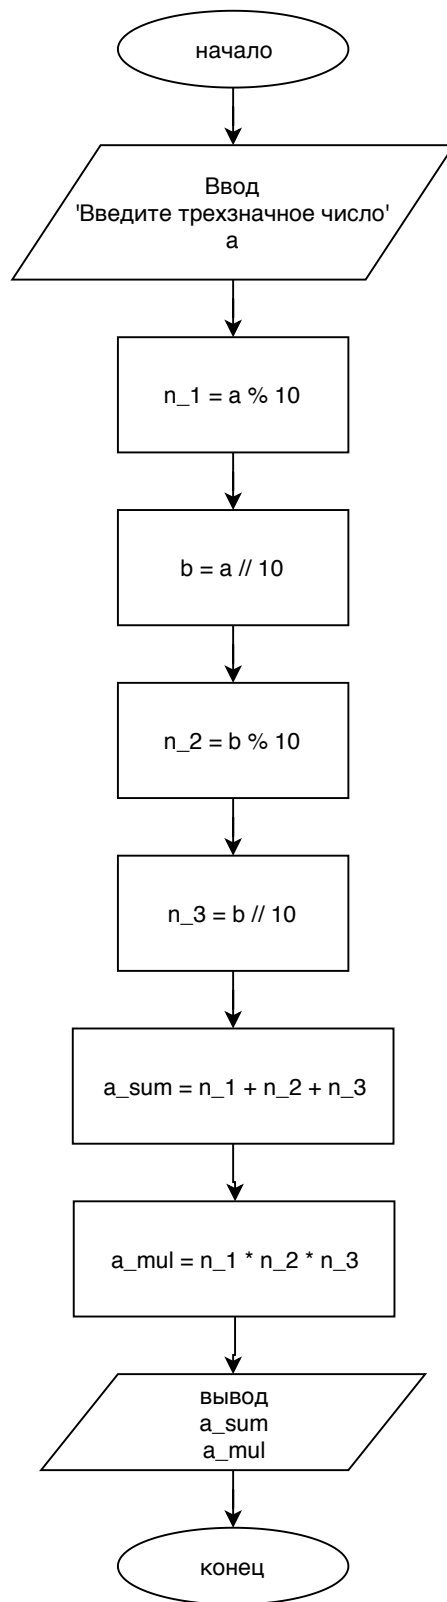 начало
Ввод
'Введите трехзначное число'
a
n_1 = a % 10
b = a // 10
n_2 = b % 10
n_3 = b // 10
a_sum = n_1 + n_2 + n_3
a_mul = n_1 * n_2 * n_3
вывод
a_sum
a_mul
конец